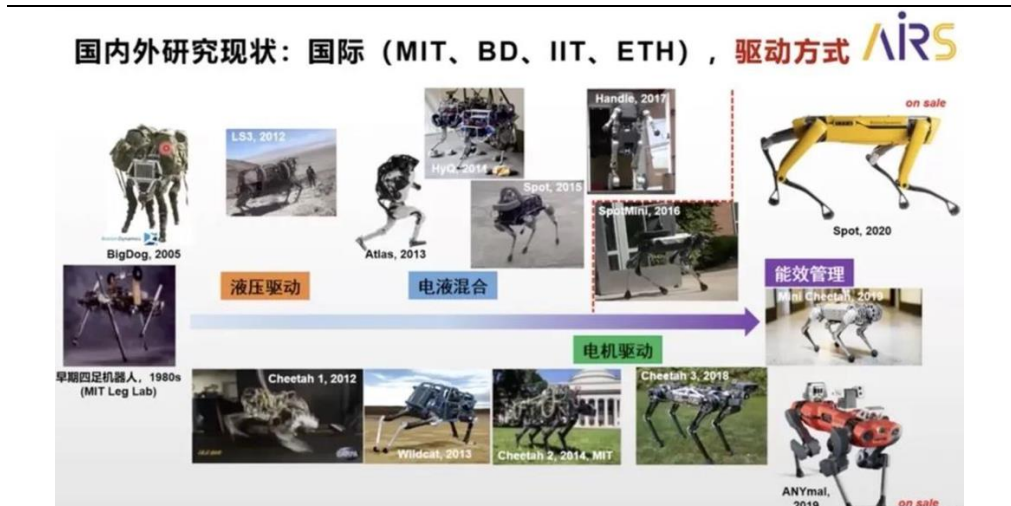 国内外研究现状：国际（MIT、BD、IIT、ETH），驱动方式
AIRS
on sale
Handle, 2017
LS3, 2012
HyQ, 2011
Spot, 2015
SpotMini, 2016
BigDog, 2005
Atlas, 2013
Spot, 2020
液压驱动
电液混合
能效管理
Mini Cheetah, 2019
电机驱动
早期四足机器人，1980s
(MIT Leg Lab)
Cheetah 1, 2012
Wildcat, 2013
Cheetah 2, 2014, MIT
Cheetah 3, 2018
ANYmal,
2019
on sale